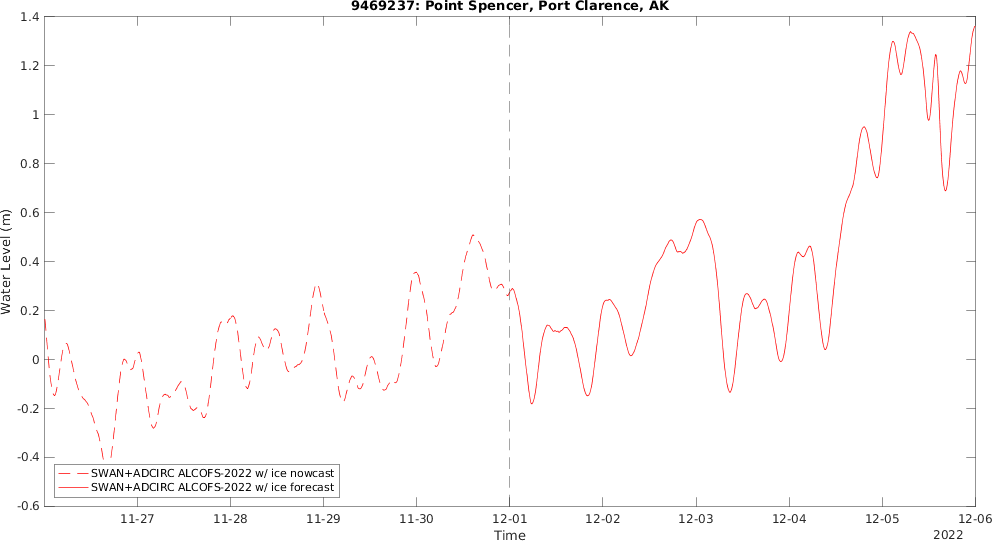 9469237: Point Spencer, Port Clarence, AK
1.4
1.2
1
0.8
0.6
0.4
0.2
0
-0.2
-0.4
-0.6
Water Level (m)
SWAN+ADCIRC ALCOFS-2022 w/ ice nowcast
SWAN+ADCIRC ALCOFS-2022 w/ ice forecast
11-27 11-28 11-29 11-30 12-01 12-02 12-03 12-04 12-05 12-06
Time
2022